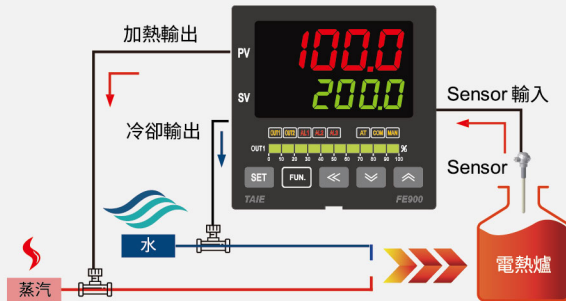 加熱輸出
PV
100.0
SV
200.0
Sensor 輸入
冷卻輸出
OUT1 OUT2 AL1 AL2 AL3 AT COM MAN
OUT1
%
0 10 20 30 40 50 60 70 80 90 100
Sensor
SET FUN.
TAIE FE900
水
電熱爐
蒸汽